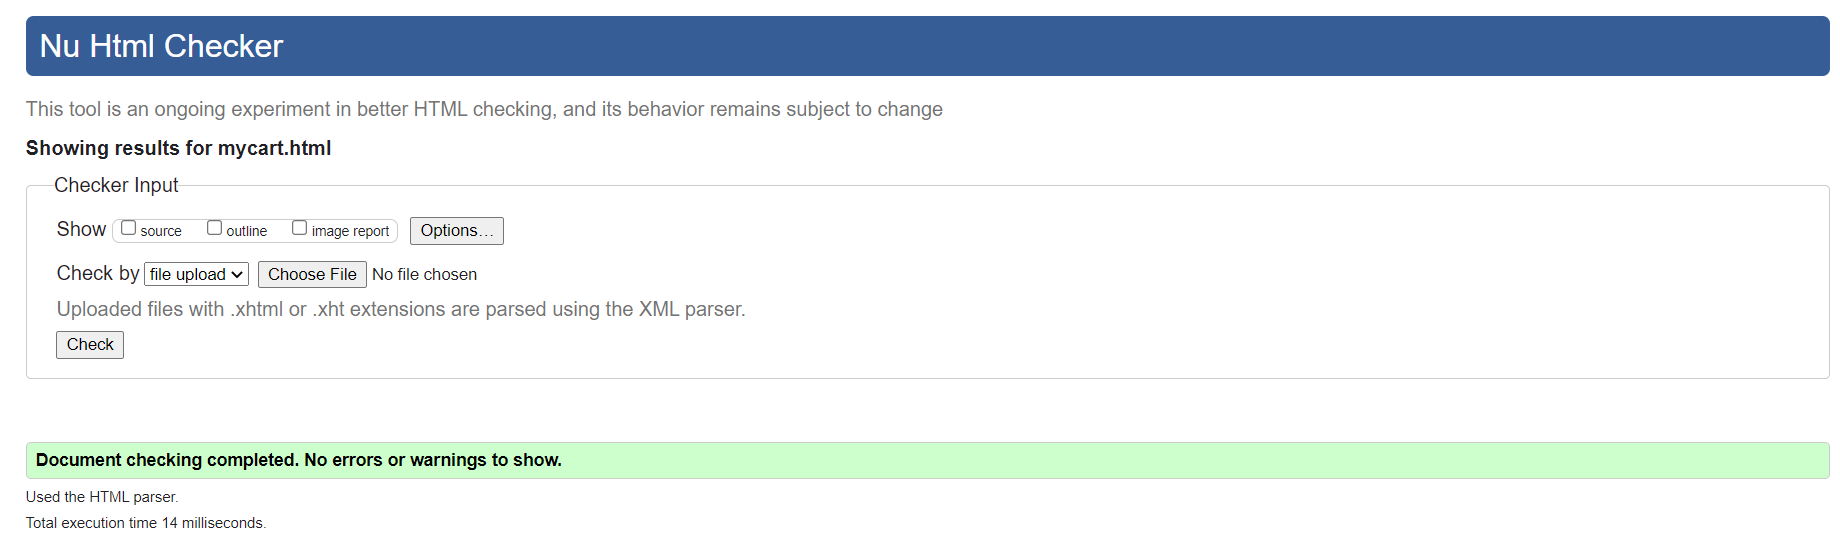 Nu Html Checker
This tool is an ongoing experiment in better HTML checking, and its behavior remains subject to change
Showing results for mycart.html
Checker Input
Show source outline image report Options...
Check by file upload Choose File No file chosen
Uploaded files with .xhtml or .xht extensions are parsed using the XML parser.
Check
Document checking completed. No errors or warnings to show.
Used the HTML parser.
Total execution time 14 milliseconds.